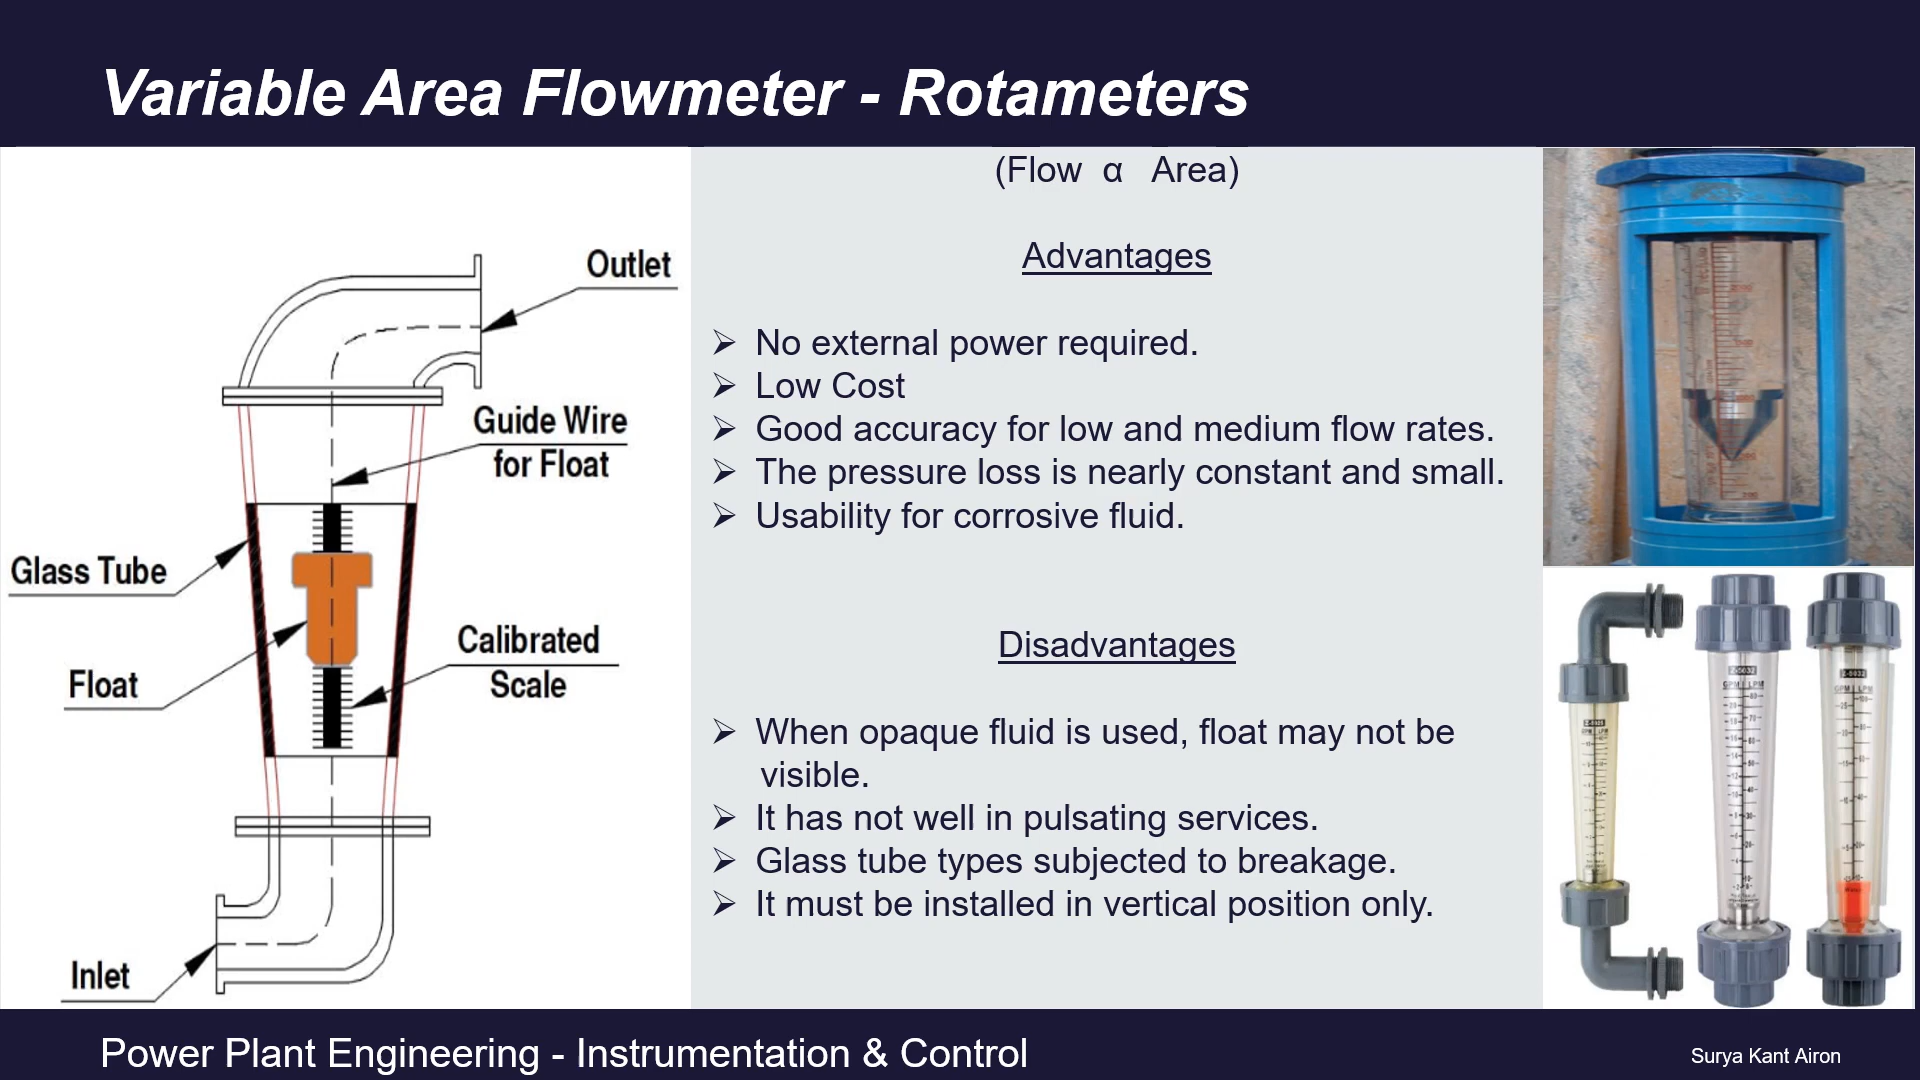 Variable Area Flowmeter - Rotameters
(Flow α Area)
Outlet
Guide Wire
for Float
Glass Tube
Calibrated
Scale
Float
Inlet
Advantages
➢ No external power required.
➢ Low Cost
➢ Good accuracy for low and medium flow rates.
➢ The pressure loss is nearly constant and small.
➢ Usability for corrosive fluid.
Disadvantages
➢ When opaque fluid is used, float may not be
visible.
➢ It has not well in pulsating services.
➢ Glass tube types subjected to breakage.
➢ It must be installed in vertical position only.
GPM LPM
GPM LPM
Power Plant Engineering - Instrumentation & Control
Surya Kant Airon